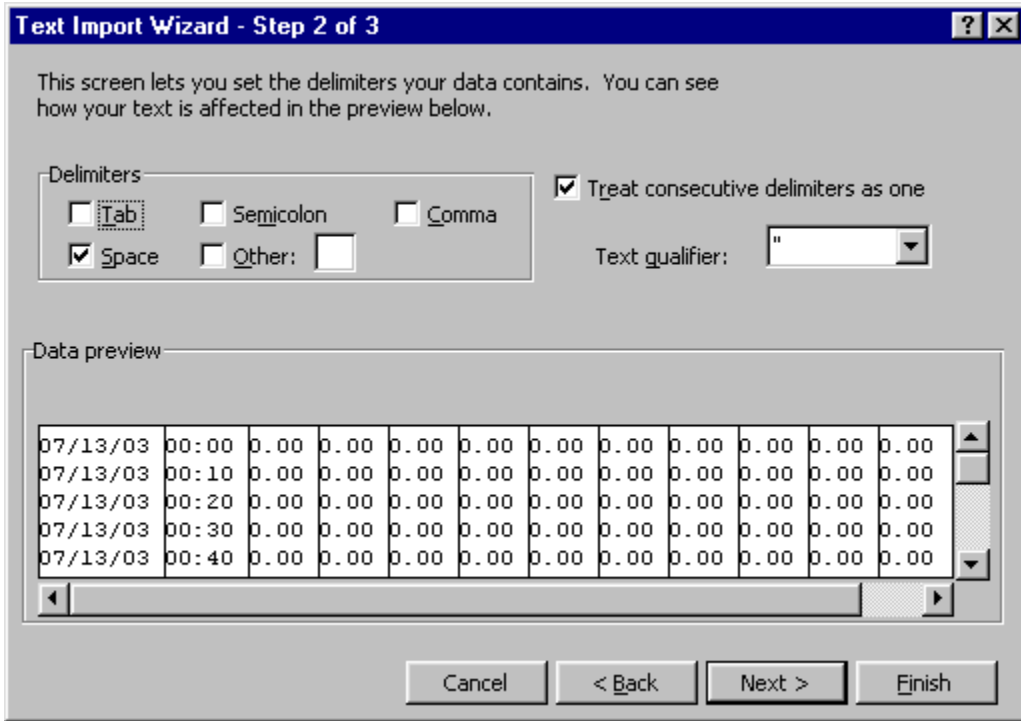 Text Import Wizard - Step 2 of 3
This screen lets you set the delimiters your data contains. You can see
how your text is affected in the preview below.
Delimiters
Tab Semicolon Comma
Space Other:
Treat consecutive delimiters as one
Text qualifier: "
Data preview
07/13/03 00:00 0.00 0.00 0.00 0.00 0.00 0.00 0.00 0.00 0.00 0.00
07/13/03 00:10 0.00 0.00 0.00 0.00 0.00 0.00 0.00 0.00 0.00 0.00
07/13/03 00:20 0.00 0.00 0.00 0.00 0.00 0.00 0.00 0.00 0.00 0.00
07/13/03 00:30 0.00 0.00 0.00 0.00 0.00 0.00 0.00 0.00 0.00 0.00
07/13/03 00:40 0.00 0.00 0.00 0.00 0.00 0.00 0.00 0.00 0.00 0.00
Cancel < Back Next > Finish